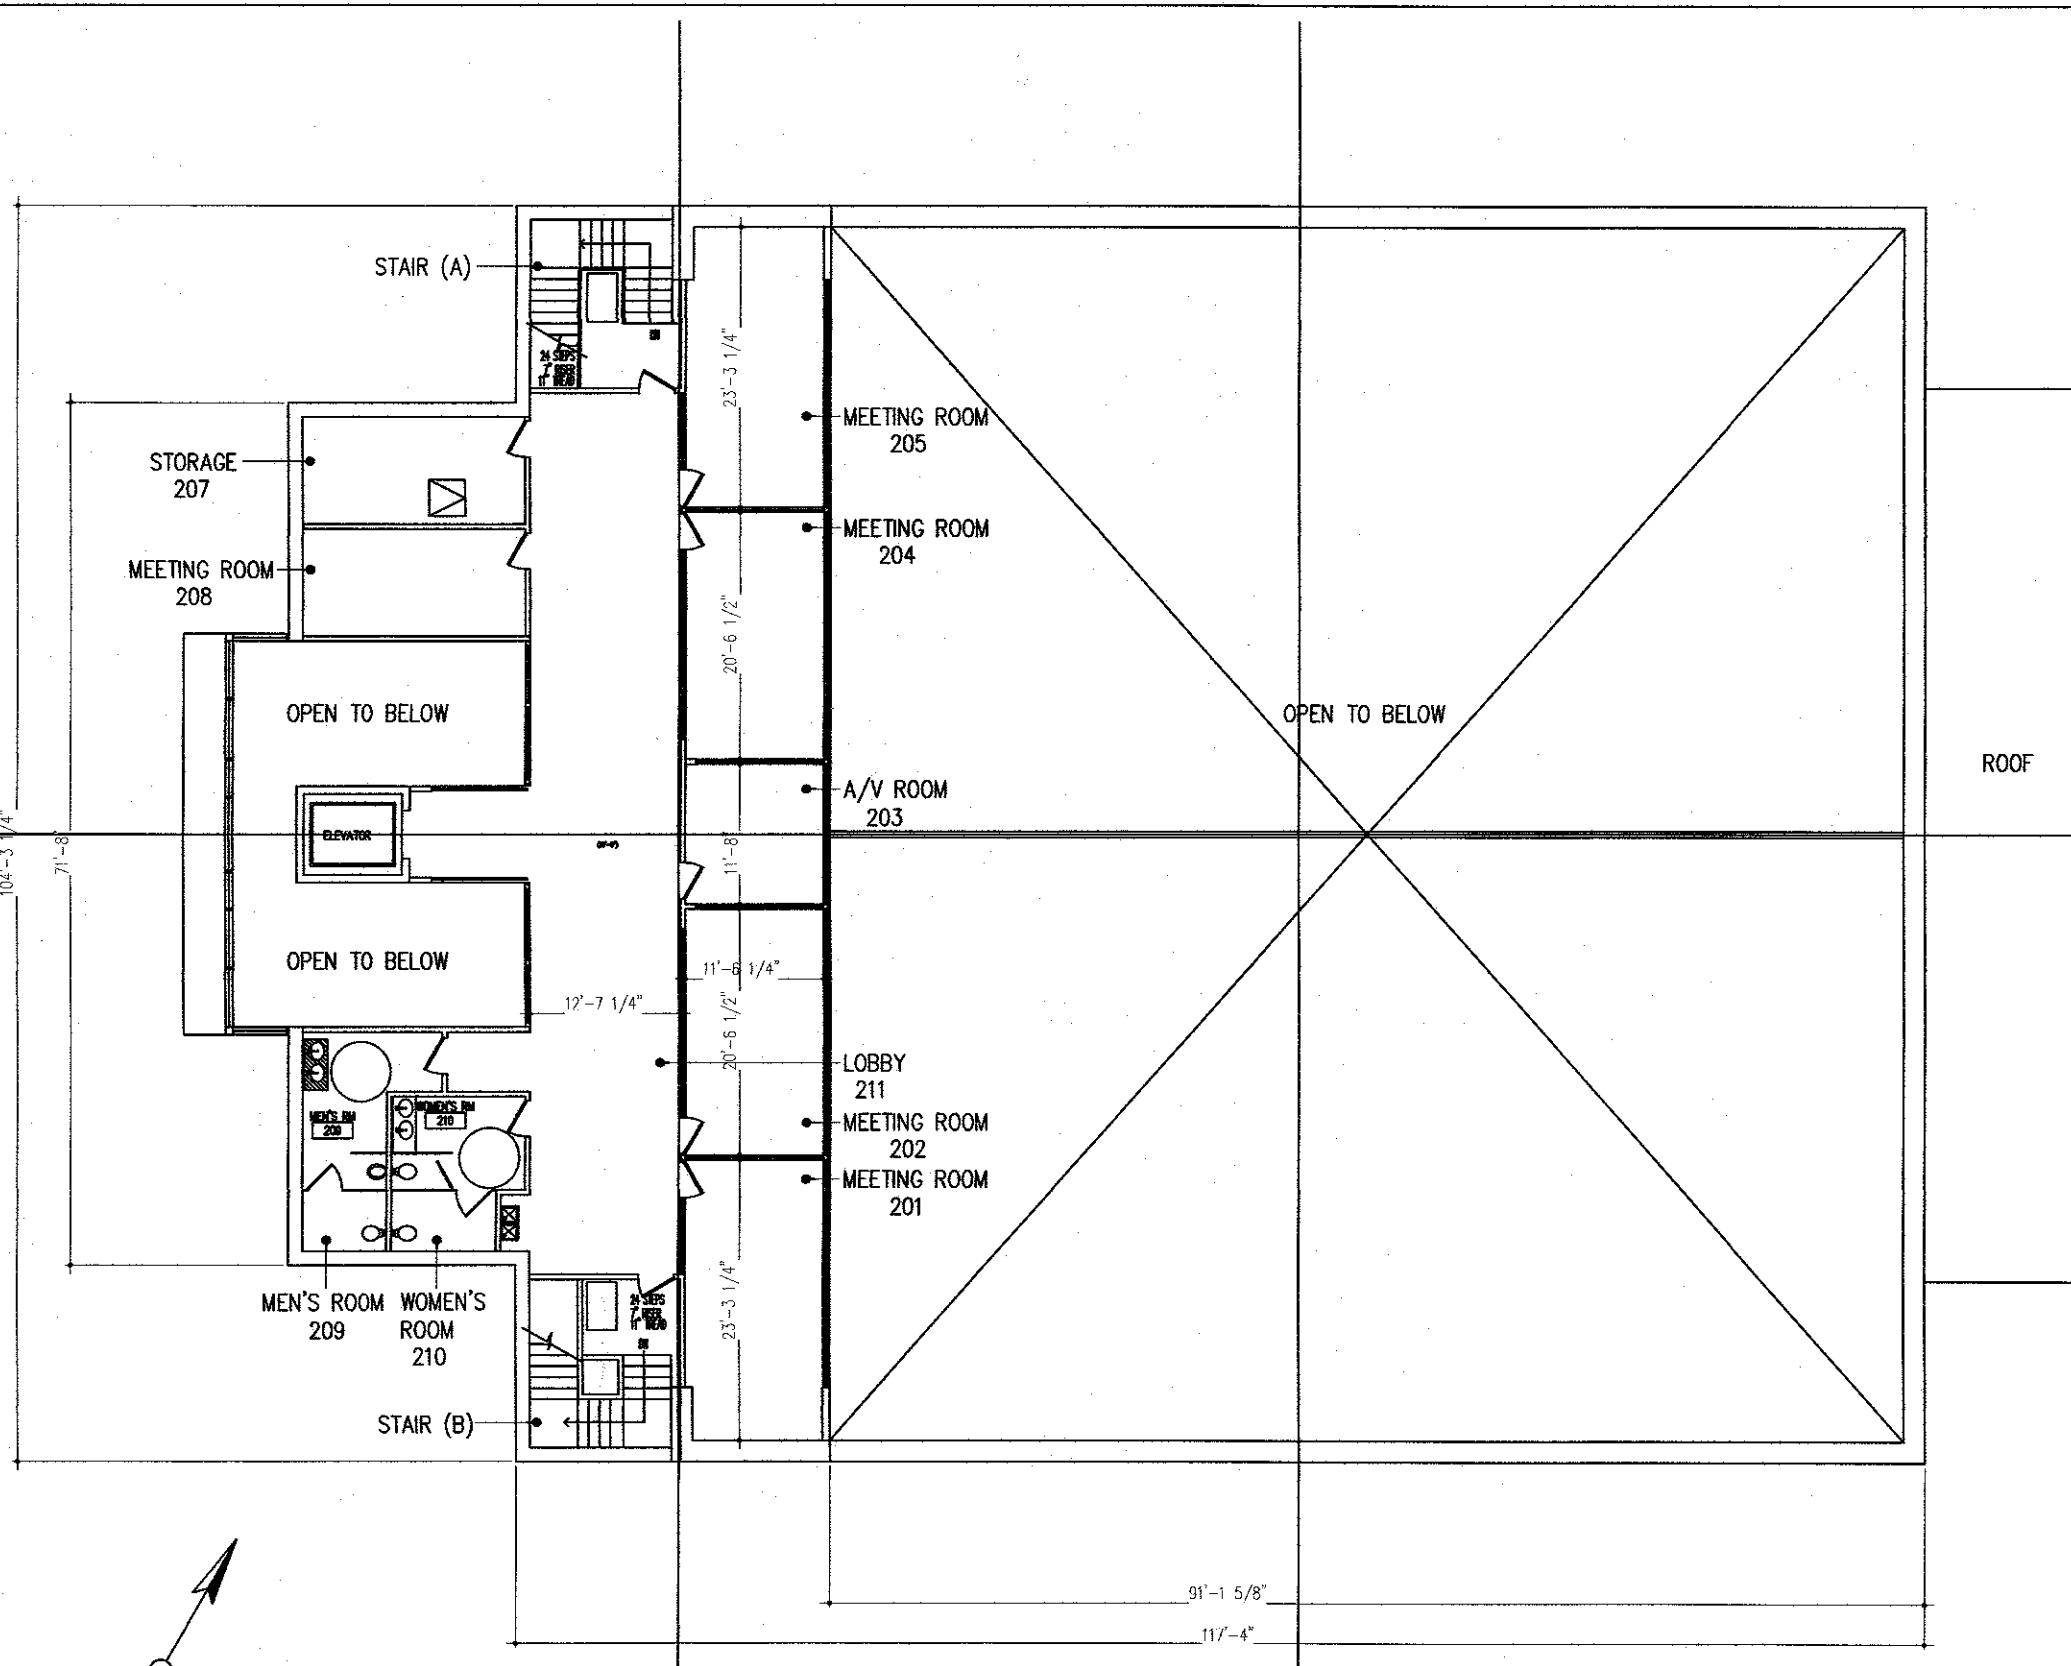 STAIR (A)
24 STEPS
7" RISER
11" TREAD
DN
23'-3 1/4"
MEETING ROOM
205
STORAGE
207
MEETING ROOM
204
MEETING ROOM
208
20'-6 1/2"
OPEN TO BELOW
OPEN TO BELOW
ROOF
A/V ROOM
203
ELEVATOR
104'-3 1/4"
71'-8"
11'-8"
OPEN TO BELOW
11'-6 1/4"
12'-7 1/4"
20'-6 1/2"
LOBBY
211
MEN'S RM
209
WOMEN'S RM
210
MEETING ROOM
202
MEETING ROOM
201
MEN'S ROOM
209
WOMEN'S
ROOM
210
24 STEPS
7" RISER
11" TREAD
DN
23'-3 1/4"
STAIR (B)
91'-1 5/8"
117'-4"